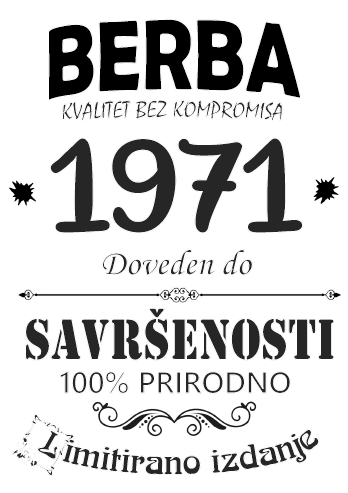 BERBA
KVALITET BEZ KOMPROMISA
1971
Doveden do
SAVRŠENOSTI
100% PRIRODNO
Limitirano izdanje